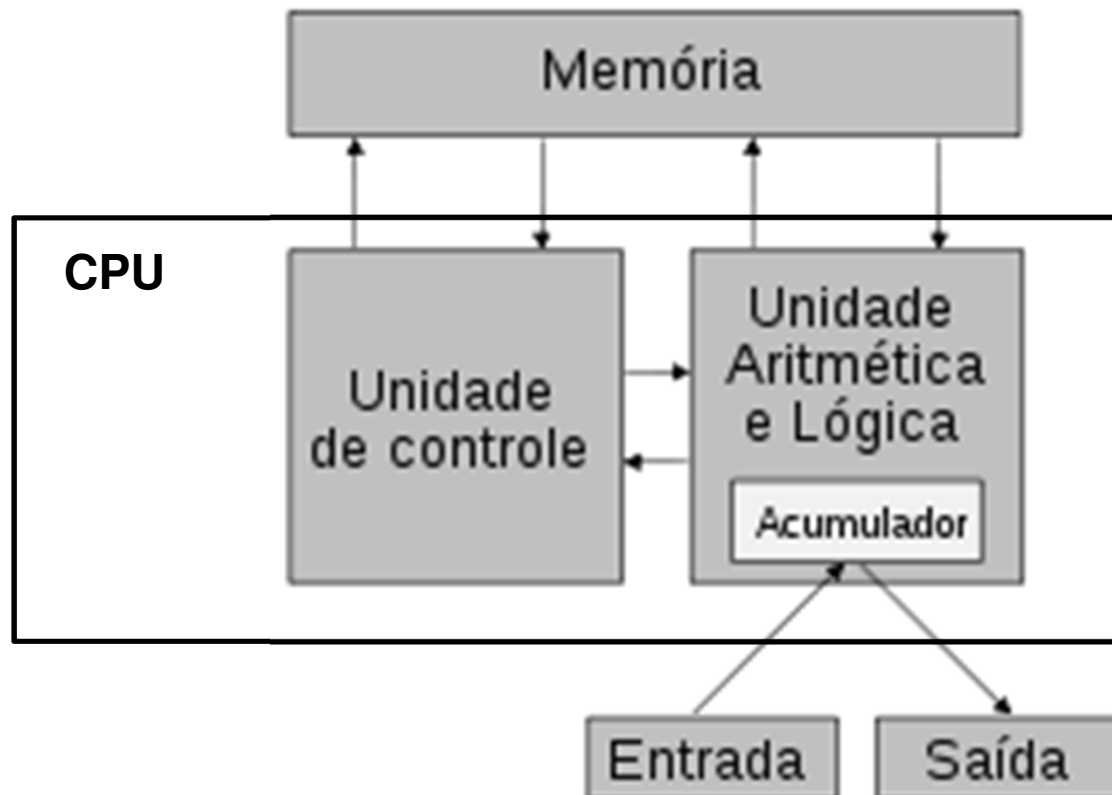 Memória
CPU
Unidade
de controle
Unidade
Aritmética
e Lógica
Acumulador
Entrada
Saída